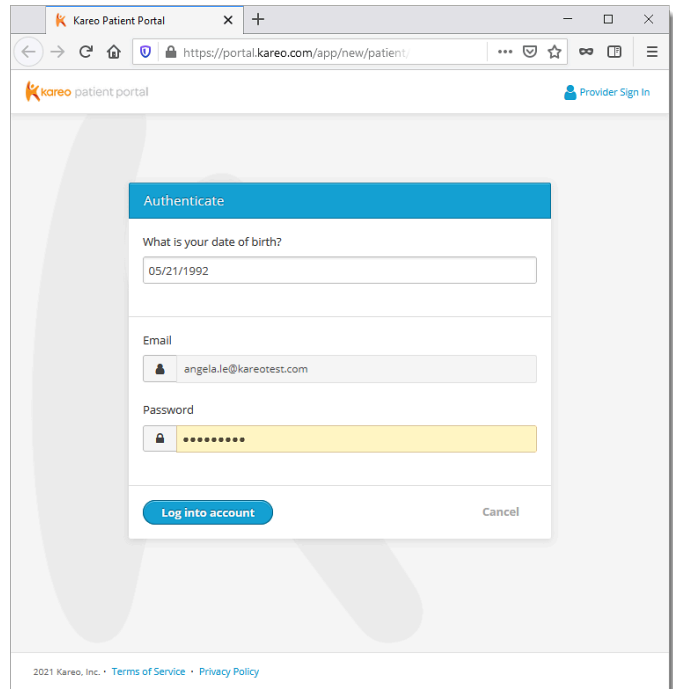 Kareo Patient Portal
https://portal.kareo.com/app/new/patient/
kareo patient portal
Provider Sign In
Authenticate
What is your date of birth?
05/21/1992
Email
angela.le@kareotest.com
Password
•••••••••
Log into account
Cancel
2021 Kareo, Inc. • Terms of Service • Privacy Policy